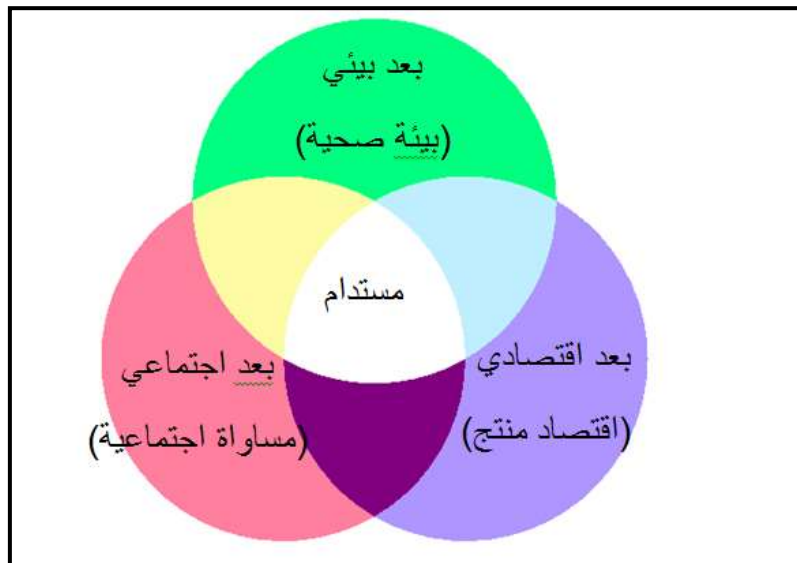 بعد بيئي
(بيئة صحية)
مستدام
بعد اقتصادي
(اقتصاد منتج)
بعد اجتماعي
(مساواة اجتماعية)